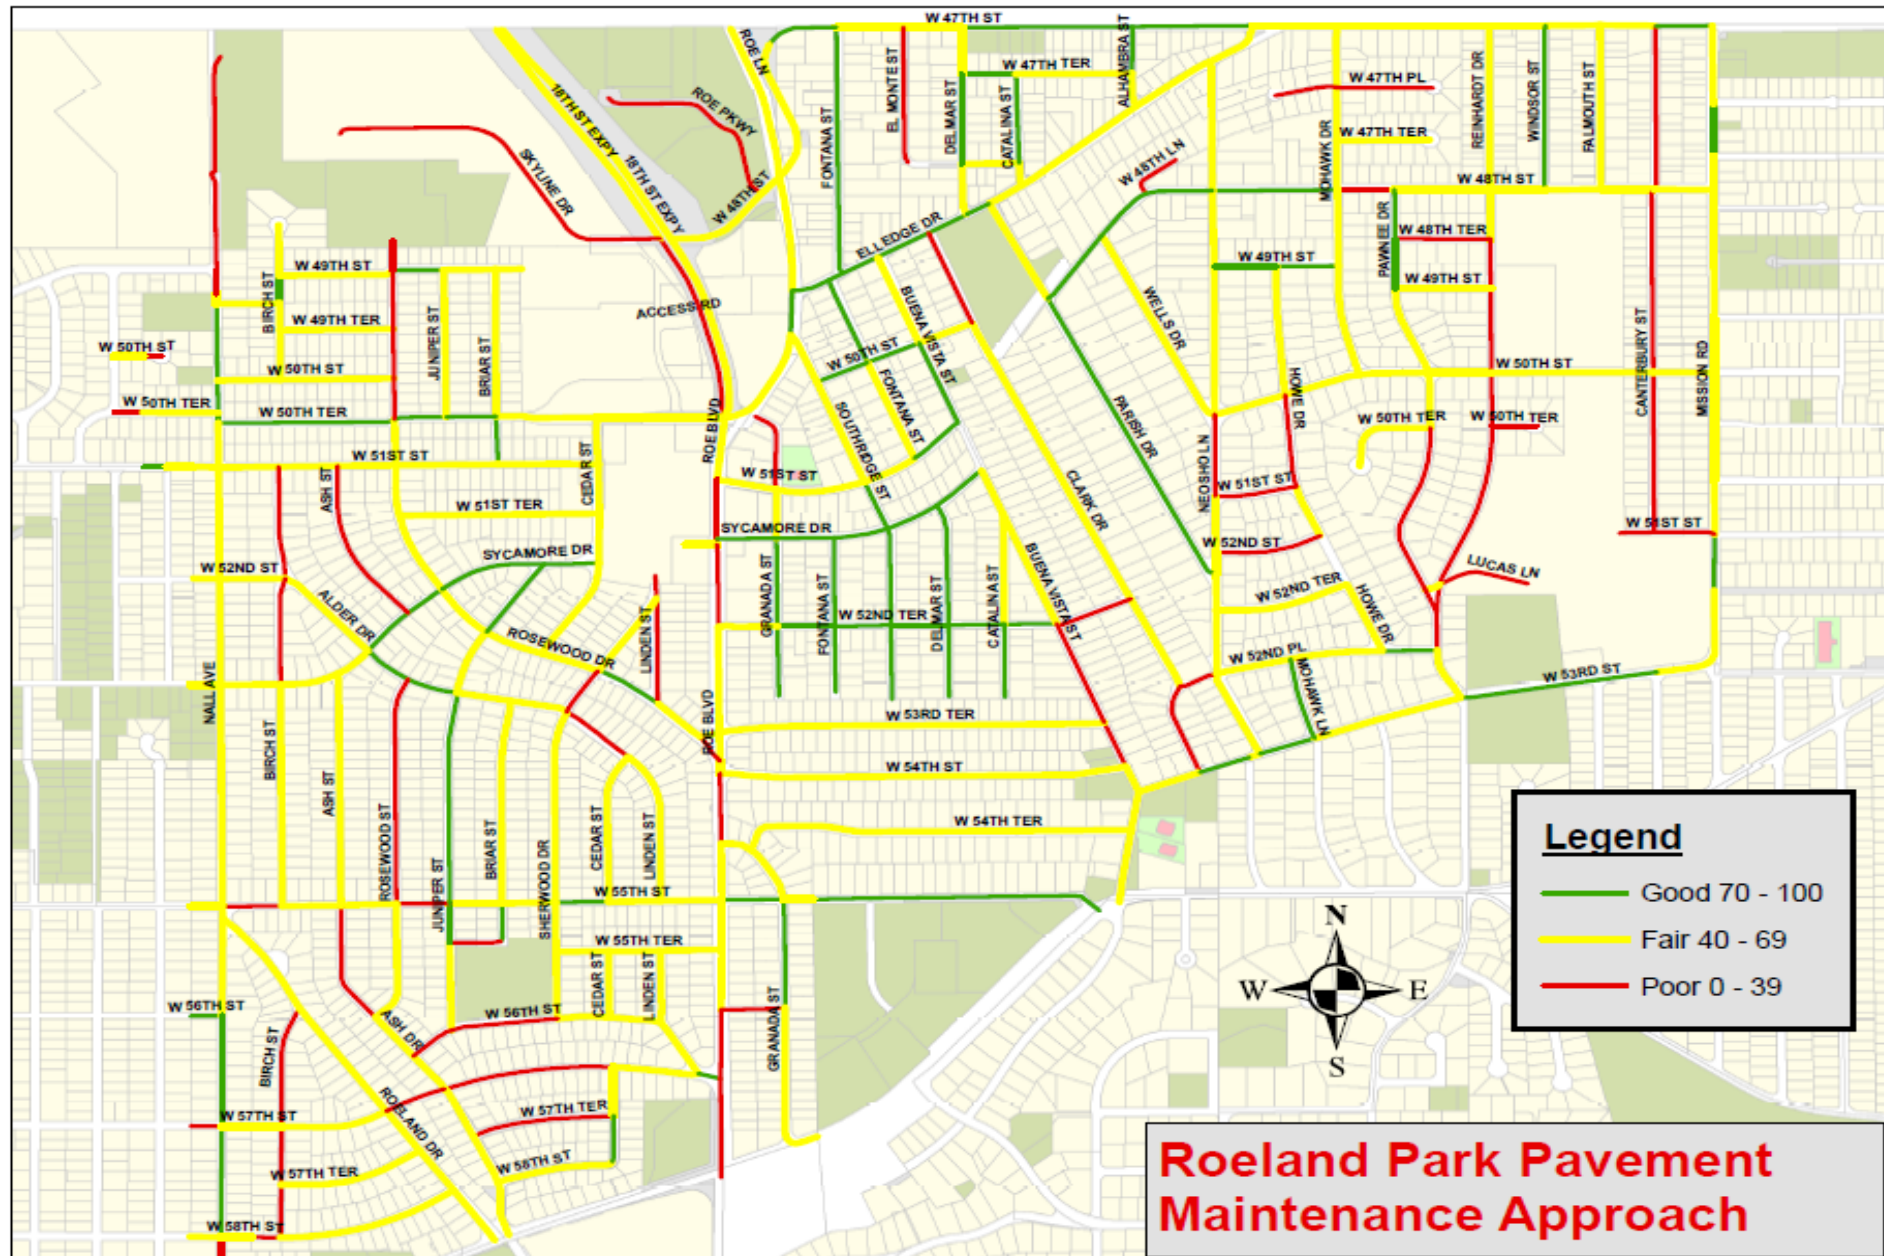 W 47TH ST
ROE LN
18TH ST EXPY
18TH ST EXPY
ROE PKWY
SKYLINE DR
W 48TH ST
FONTANA ST
EL MONTE ST
DELMAR ST
CATALINA ST
W 47TH TER
ALHAMBRA ST
W 47TH PL
W 47TH TER
MOHAWK DR
REINHARDT DR
WINDSOR ST
FALMOUTH ST
W 48TH LN
W 48TH ST
PAWNEE DR
W 48TH TER
W 49TH ST
W 49TH ST
ELLEDGE DR
BIRCH ST
W 49TH ST
W 49TH TER
JUNIPER ST
BRIAR ST
ACCESS RD
BUENA VISTA ST
WELLS DR
CANTERBURY ST
MISSION RD
W 50TH ST
W 50TH ST
W 50TH ST
W 50TH ST
HOWE DR
FONTANA ST
W 50TH TER
W 50TH TER
W 50TH TER
W 50TH TER
ROE BLVD
SOUTHRIDGE ST
PARISH DR
W 51ST ST
ASH ST
CEDAR ST
W 51ST ST
CLARK DR
NEOSHO LN
W 51ST ST
W 51ST ST
W 51ST TER
SYCAMORE DR
SYCAMORE DR
W 52ND ST
W 52ND ST
LUCAS LN
ALDER DR
GRANADA ST
FONTANA ST
W 52ND TER
DELMAR ST
CATALINA ST
BUENA VISTA ST
W 52ND TER
HOWE DR
LINDEN ST
ROSEWOOD DR
NALL AVE
W 52ND PL
MOHAWK LN
W 53RD ST
ROE BLVD
W 53RD TER
BIRCH ST
ASH ST
W 54TH ST
ROSEWOOD ST
JUNIPER ST
BRIAR ST
SHERWOOD DR
CEDAR ST
LINDEN ST
W 54TH TER
W 55TH ST
W 55TH TER
CEDAR ST
LINDEN ST
W 56TH ST
W 56TH ST
ASH DR
BIRCH ST
GRANADA ST
W 57TH ST
ROELAND DR
W 57TH TER
W 57TH TER
W 58TH ST
W 58TH ST
Legend
Good 70 - 100
Fair 40 - 69
Poor 0 - 39
N
W
E
S
Roeland Park Pavement
Maintenance Approach